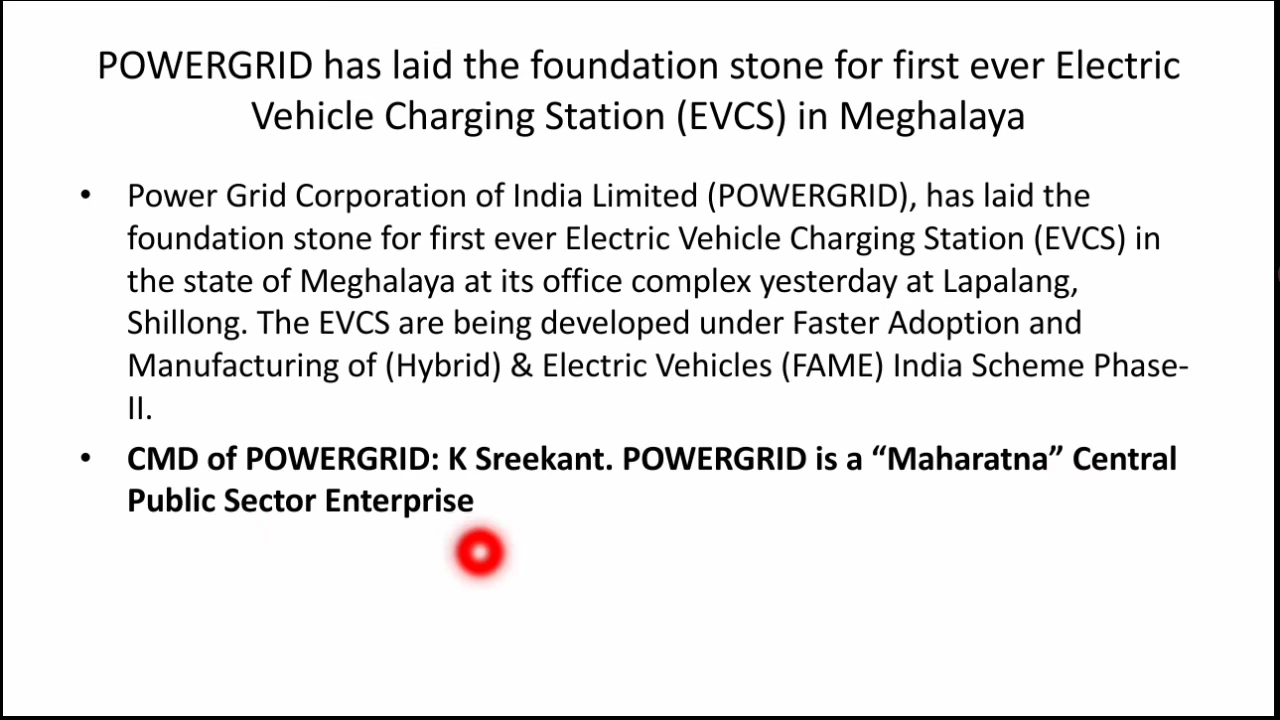 POWERGRID has laid the foundation stone for first ever Electric
Vehicle Charging Station (EVCS) in Meghalaya
• Power Grid Corporation of India Limited (POWERGRID), has laid the
foundation stone for first ever Electric Vehicle Charging Station (EVCS) in
the state of Meghalaya at its office complex yesterday at Lapalang,
Shillong. The EVCS are being developed under Faster Adoption and
Manufacturing of (Hybrid) & Electric Vehicles (FAME) India Scheme Phase-
II.
• CMD of POWERGRID: K Sreekant. POWERGRID is a “Maharatna” Central
Public Sector Enterprise